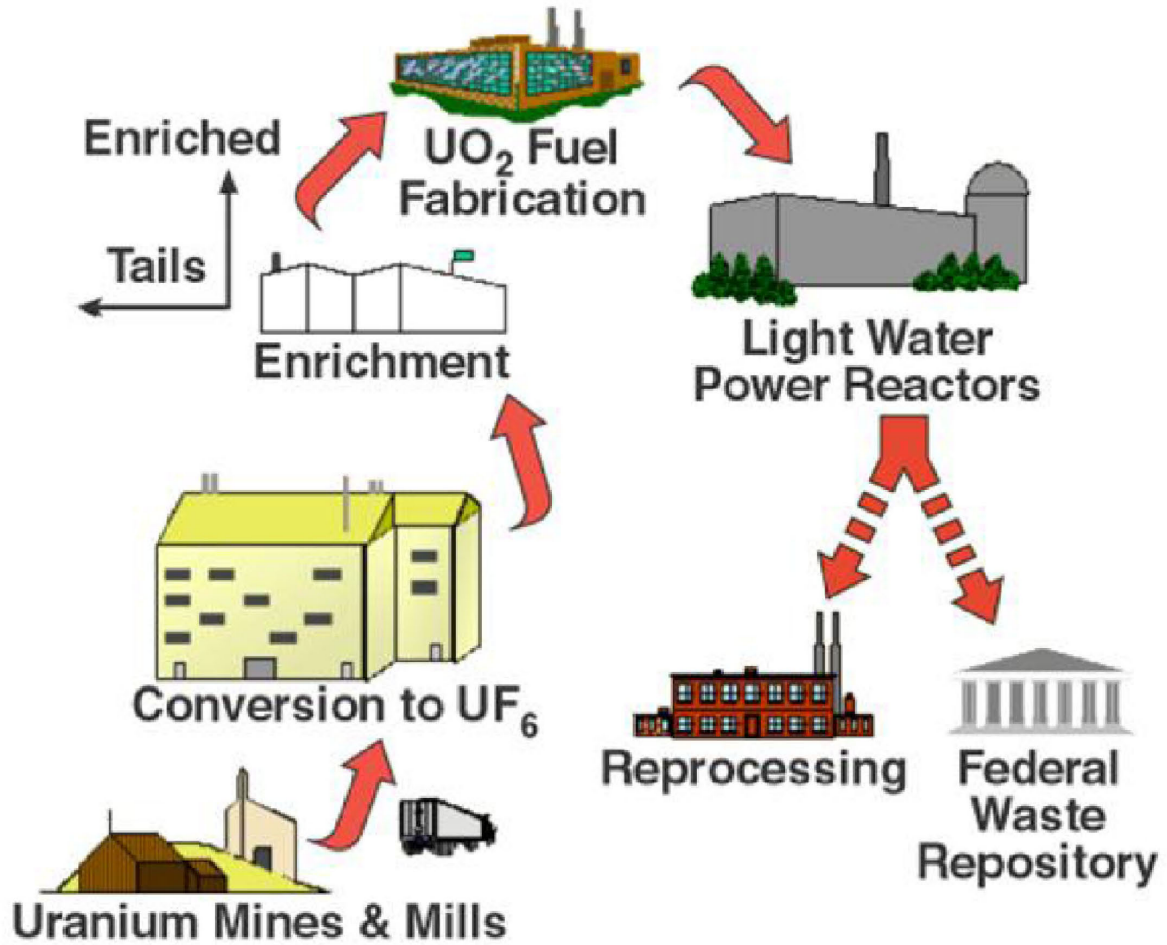 Enriched
Tails
UO₂ Fuel
Fabrication
Enrichment
Light Water
Power Reactors
Conversion to UF₆
Reprocessing
Federal
Waste
Repository
Uranium Mines & Mills